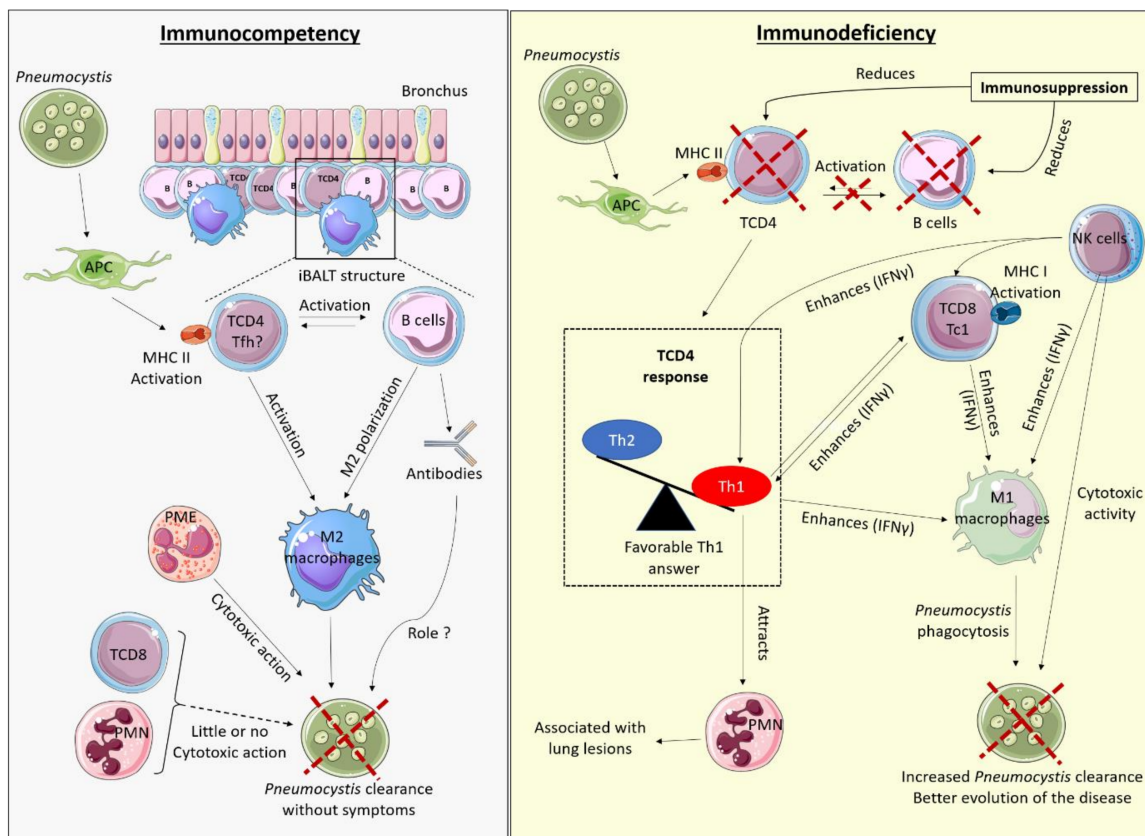 Immunocompetency
Pneumocystis
Bronchus
B
B
TCD4
TCD4
B
TCD4
B
B
B
APC
iBALT structure
Activation
TCD4
Tfh?
B cells
MHC II
Activation
Activation
M2 polarization
Antibodies
PME
M2
macrophages
Cytotoxic action
Role ?
TCD8
PMN
Little or no
Cytotoxic action
Pneumocystis clearance
without symptoms
Immunodeficiency
Pneumocystis
Reduces
Immunosuppression
Reduces
MHC II
Activation
APC
TCD4
B cells
NK cells
Enhances (IFNγ)
MHC I
Activation
TCD8
Tc1
TCD4
response
Enhances (IFNγ)
Enhances
(IFNγ)
Enhances (IFNγ)
Th2
Th1
M1
macrophages
Cytotoxic
activity
Enhances (IFNγ)
Favorable Th1
answer
Attracts
Pneumocystis
phagocytosis
Associated with
lung lesions
PMN
Increased Pneumocystis clearance
Better evolution of the disease